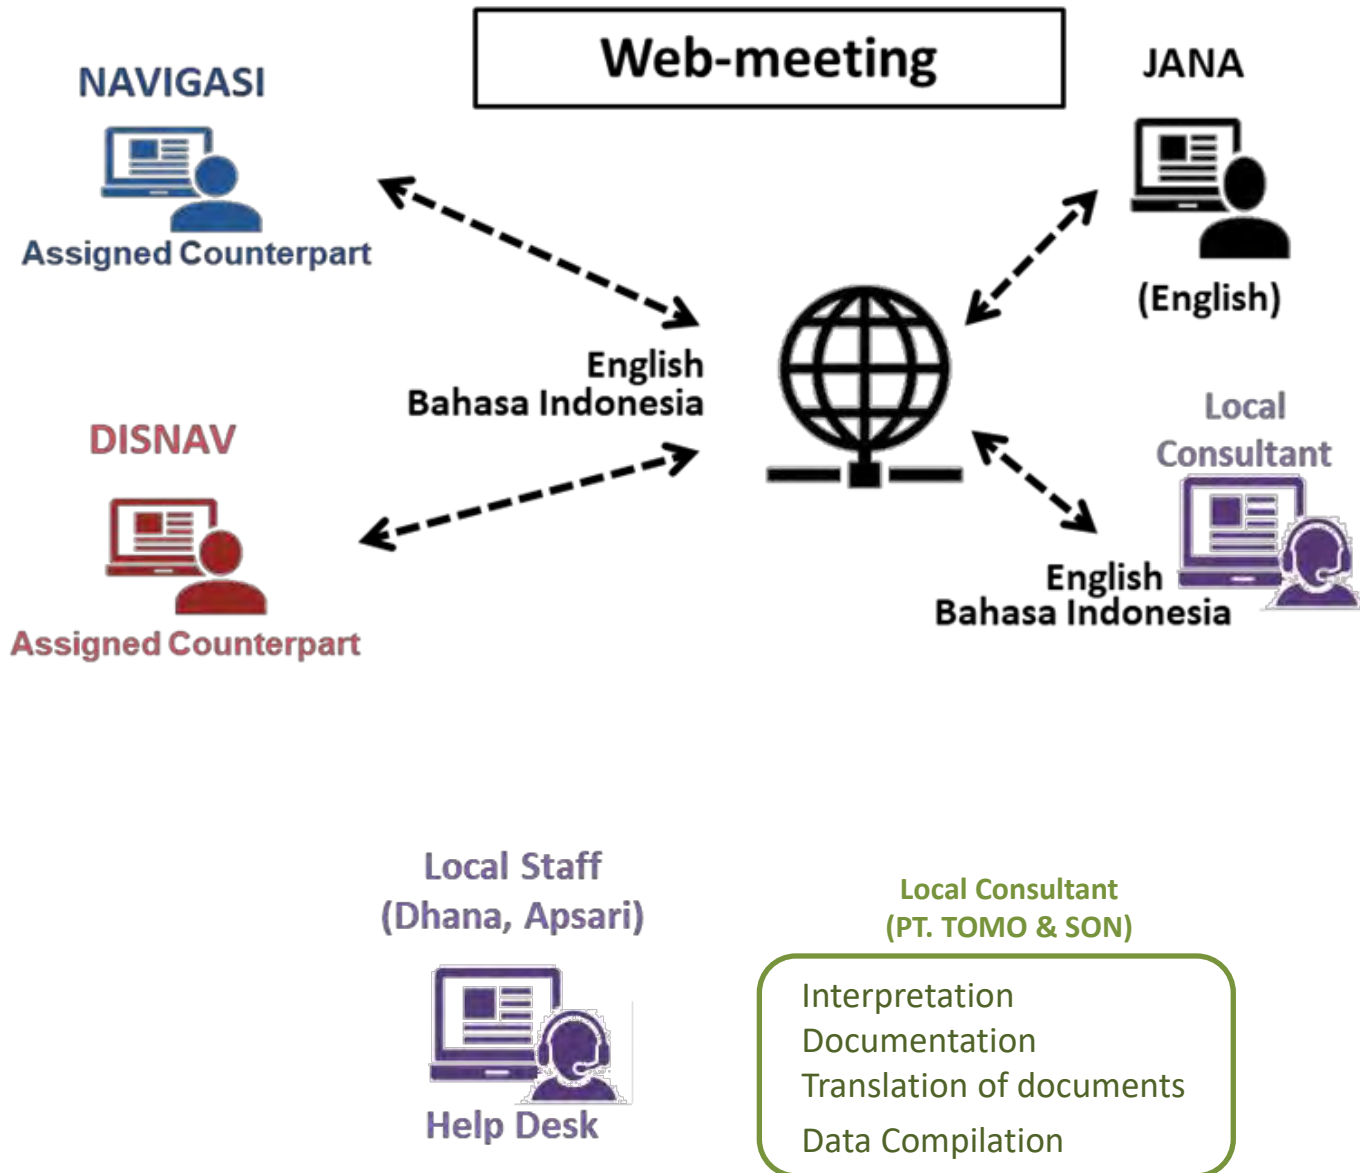 Web-meeting
NAVIGASI
Assigned Counterpart
JANA
(English)
English
Bahasa Indonesia
DISNAV
Assigned Counterpart
Local
Consultant
English
Bahasa Indonesia
Local Staff
(Dhana, Apsari)
Help Desk
Local Consultant
(PT. TOMO & SON)
Interpretation
Documentation
Translation of documents
Data Compilation